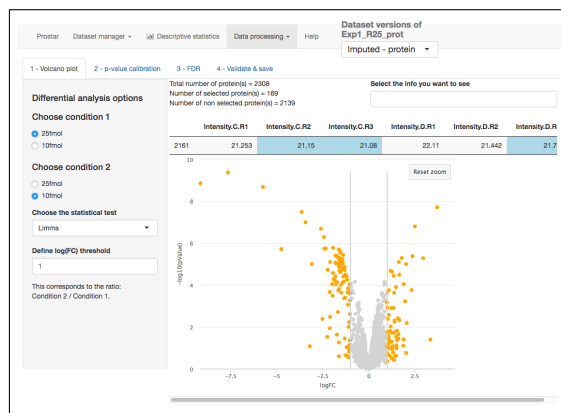 Dataset versions of
Exp1_R25_prot
Prostar Dataset manager Descriptive statistics Data processing Help
Imputed - protein
1 - Volcano plot 2 - p-value calibration 3 - FDR 4 - Validate & save
Total number of protein(s) = 2308
Number of selected protein(s) = 169
Number of non selected protein(s) = 2139
Select the info you want to see
Differential analysis options
Choose condition 1
25fmol
10fmol
Choose condition 2
25fmol
10fmol
Choose the statistical test
Limma
Define log(FC) threshold
1
This corresponds to the ratio:
Condition 2 / Condition 1.
Intensity.C.R1 Intensity.C.R2 Intensity.C.R3 Intensity.D.R1 Intensity.D.R2 Intensity.D.R
2161 21.253 21.15 21.08 22.11 21.442 21.7
Reset zoom
10
8
6
4
2
0
-log10(pValue)
-7.5 -5 -2.5 0 2.5
logFC